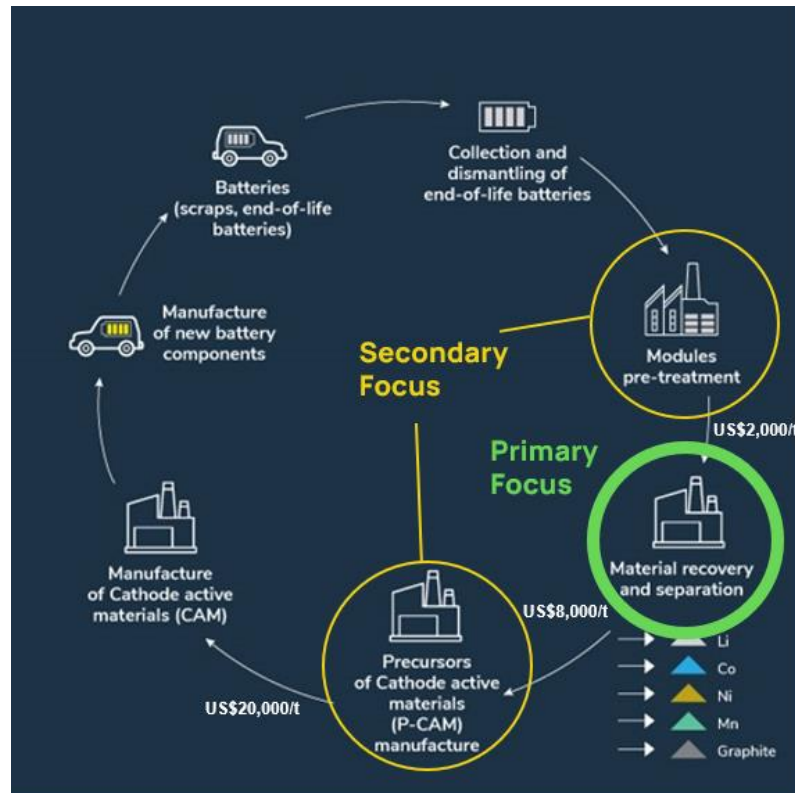 Batteries
(scraps, end-of-life
batteries)
Collection and
dismantling of
end-of-life batteries
Manufacture
of new battery
components
Secondary
Focus
Modules
pre-treatment
US$2,000/t
Primary
Focus
Material recovery
and separation
Manufacture
of Cathode active
materials (CAM)
US$8,000/t
Precursors
of Cathode active
materials
(P-CAM)
manufacture
US$20,000/t
Li
Co
Ni
Mn
Graphite